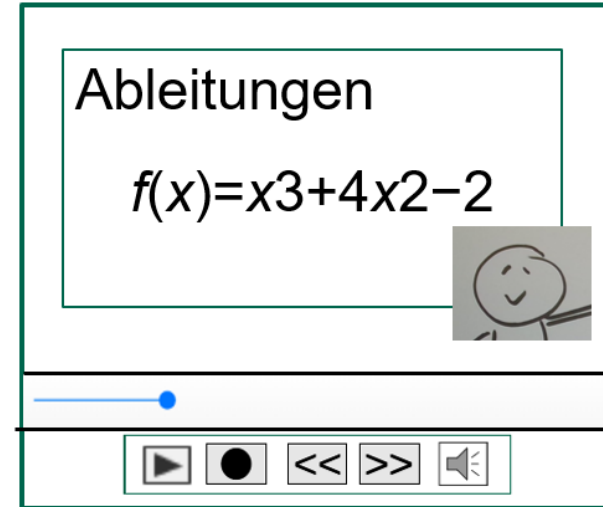 Ableitungen
f(x)=x3+4x2−2
<< >>